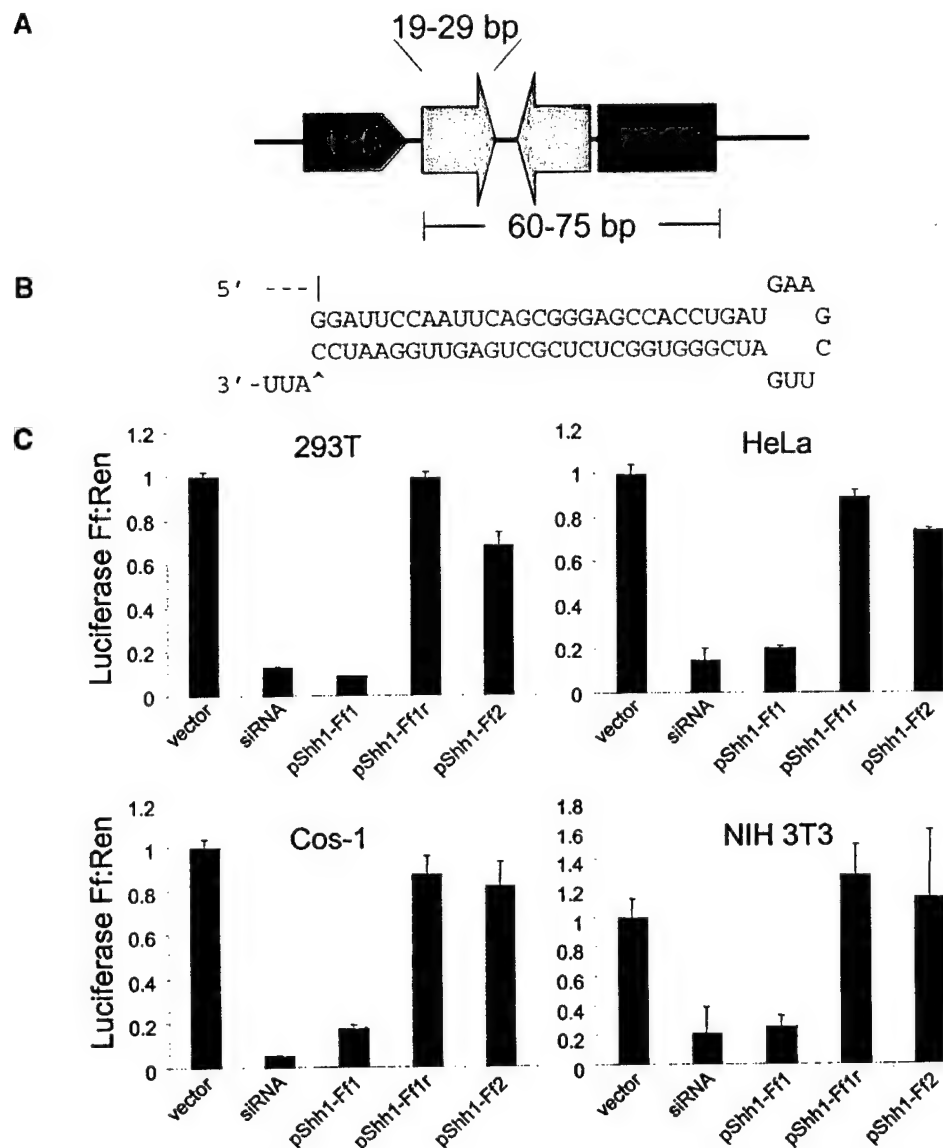 A
19-29 bp
U6
60-75 bp
B
5' ---| GAA
GGAUUCCAAUUCAGCGGGAGCCACCUGAU G
CCUAAGGUUGAGUCGCUCUCGGUGGGCUA C
3'-UUA^ GUU
C
293T
Luciferase Ff:Ren
1.2
1
0.8
0.6
0.4
0.2
0
vector
siRNA
pShh1-Ff1
pShh1-Ff1r
pShh1-Ff2
HeLa
1.2
1
0.8
0.6
0.4
0.2
0
vector
siRNA
pShh1-Ff1
pShh1-Ff1r
pShh1-Ff2
Cos-1
Luciferase Ff:Ren
1.2
1
0.8
0.6
0.4
0.2
0
vector
siRNA
pShh1-Ff1
pShh1-Ff1r
pShh1-Ff2
NIH 3T3
1.8
1.6
1.4
1.2
1
0.8
0.6
0.4
0.2
0
vector
siRNA
pShh1-Ff1
pShh1-Ff1r
pShh1-Ff2